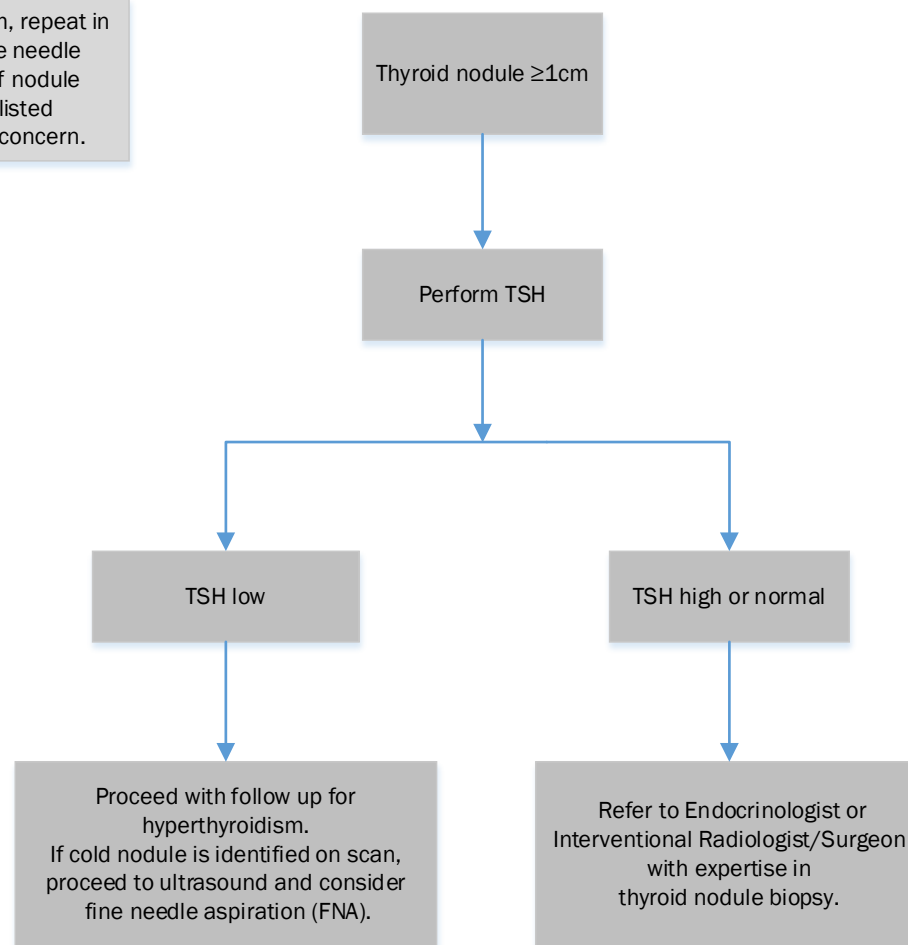 , repeat in
needle
nodule
listed
concern.
Thyroid nodule ≥1cm
Perform TSH
TSH low
TSH high or normal
Proceed with follow up for
hyperthyroidism.
If cold nodule is identified on scan,
proceed to ultrasound and consider
fine needle aspiration (FNA).
Refer to Endocrinologist or
Interventional Radiologist/Surgeon
with expertise in
thyroid nodule biopsy.